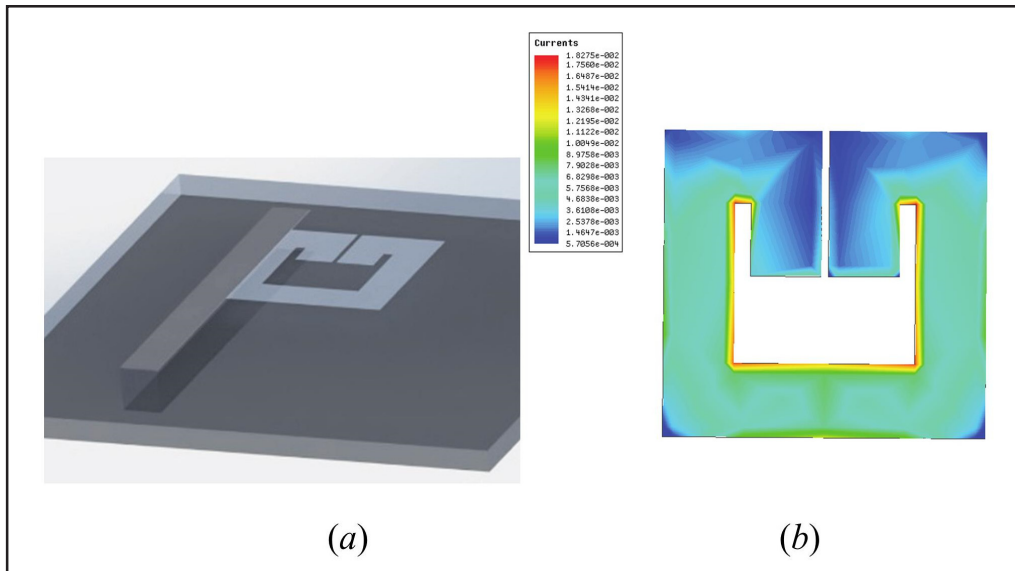 Currents
1.8275e-002
1.7560e-002
1.6487e-002
1.5414e-002
1.4341e-002
1.3268e-002
1.2195e-002
1.1122e-002
1.0049e-002
8.9758e-003
7.9028e-003
6.8298e-003
5.7568e-003
4.6838e-003
3.6108e-003
2.5378e-003
1.4647e-003
5.7056e-004
(a)
(b)